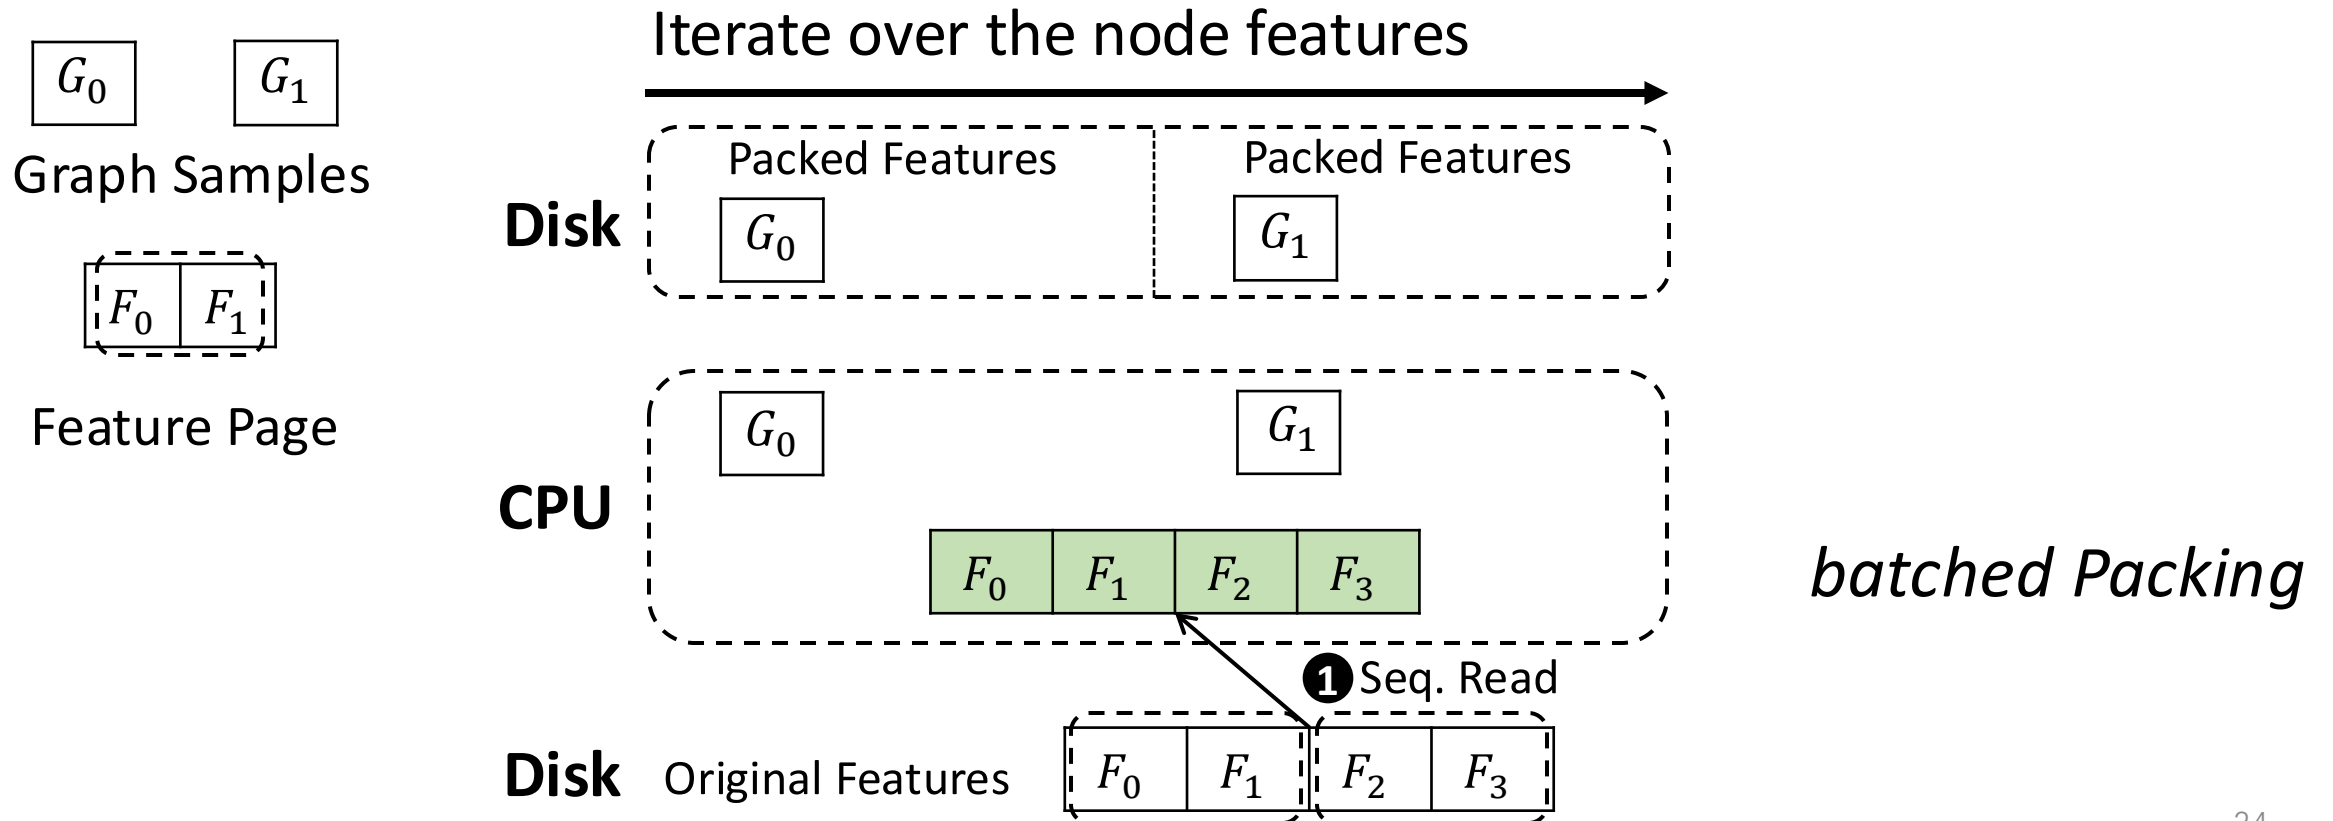 Iterate over the node features
G0 G1
Graph Samples
F0 F1
Feature Page
Packed Features Packed Features
Disk
G0 G1
CPU
G0 G1
F0 F1 F2 F3
batched Packing
1 Seq. Read
Disk Original Features F0 F1 F2 F3